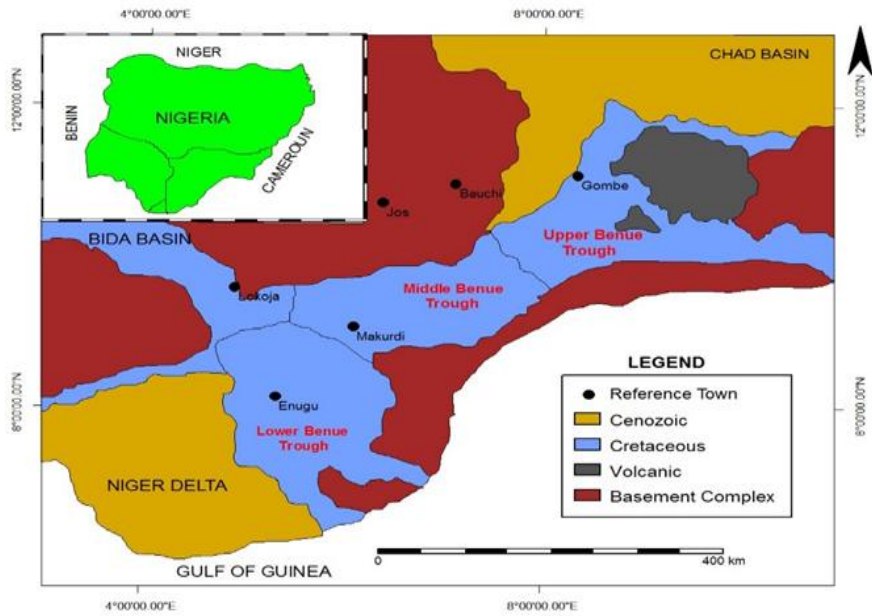 4°00'00.00"E
8°00'00.00"E
12°00'00.00"N
12°00'00.00"N
NIGER
BENIN
NIGERIA
CAMEROUN
CHAD BASIN
Gombe
Bauchi
Jos
BIDA BASIN
Upper Benue
Trough
Lokoja
Middle Benue
Trough
Makurdi
8°00'00.00"N
8°00'00.00"N
Enugu
Lower Benue
Trough
NIGER DELTA
LEGEND
Reference Town
Cenozoic
Cretaceous
Volcanic
Basement Complex
0
400 km
GULF OF GUINEA
4°00'00.00"E
8°00'00.00"E